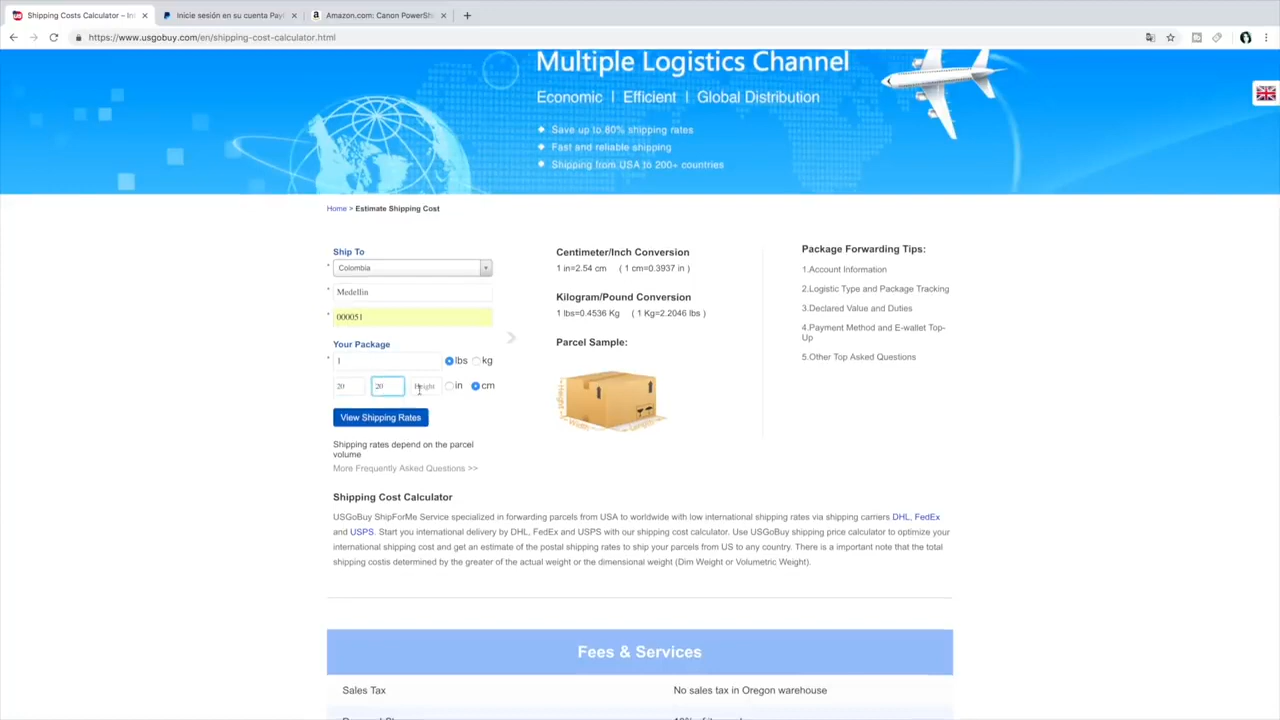 Shipping Costs Calculator – In
Inicie sesión en su cuenta Pay
Amazon.com: Canon PowerSh
https://www.usgobuy.com/en/shipping-cost-calculator.html
Multiple Logistics Channel
Economic | Efficient | Global Distribution
Save up to 80% shipping rates
Fast and reliable shipping
Shipping from USA to 200+ countries
Home > Estimate Shipping Cost
Ship To
* Colombia
* Medellin
* 000051
Your Package
* 1 lbs kg
20 20 Height in cm
View Shipping Rates
Shipping rates depend on the parcel
volume
More Frequently Asked Questions >>
Centimeter/Inch Conversion
1 in=2.54 cm ( 1 cm=0.3937 in )
Kilogram/Pound Conversion
1 lbs=0.4536 Kg ( 1 Kg=2.2046 lbs )
Parcel Sample:
Height
Width
Length
Package Forwarding Tips:
1.Account Information
2.Logistic Type and Package Tracking
3.Declared Value and Duties
4.Payment Method and E-wallet Top-
Up
5.Other Top Asked Questions
Shipping Cost Calculator
USGoBuy ShipForMe Service specialized in forwarding parcels from USA to worldwide with low international shipping rates via shipping carriers DHL, FedEx
and USPS. Start you international delivery by DHL, FedEx and USPS with our shipping cost calculator. Use USGoBuy shipping price calculator to optimize your
international shipping cost and get an estimate of the postal shipping rates to ship your parcels from US to any country. There is a important note that the total
shipping costis determined by the greater of the actual weight or the dimensional weight (Dim Weight or Volumetric Weight).
Fees & Services
Sales Tax No sales tax in Oregon warehouse